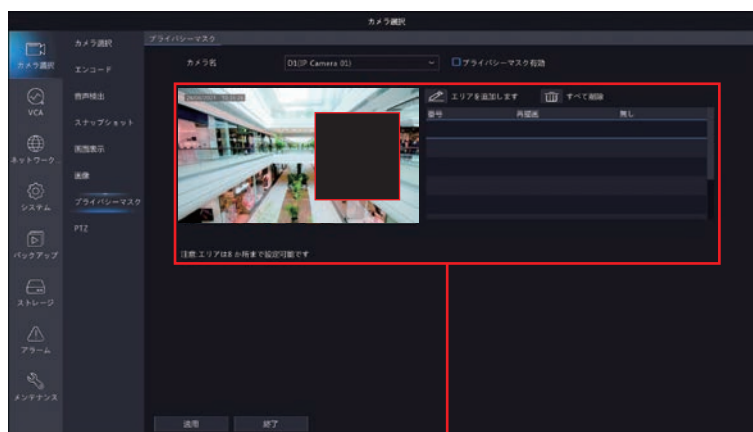 カメラ選択
カメラ選択
VCA
ネットワーク..
システム
バックアップ
ストレージ
アラーム
メンテナンス
カメラ選択
エンコード
音声検出
スナップショット
画面表示
画像
プライバシーマスク
PTZ
プライバシーマスク
カメラ名 D1(IP Camera 01) プライバシーマスク有効
エリアを追加します すべて削除
番号 再描画 無し
注意:エリアは8 か所まで設定可能です
適用 終了